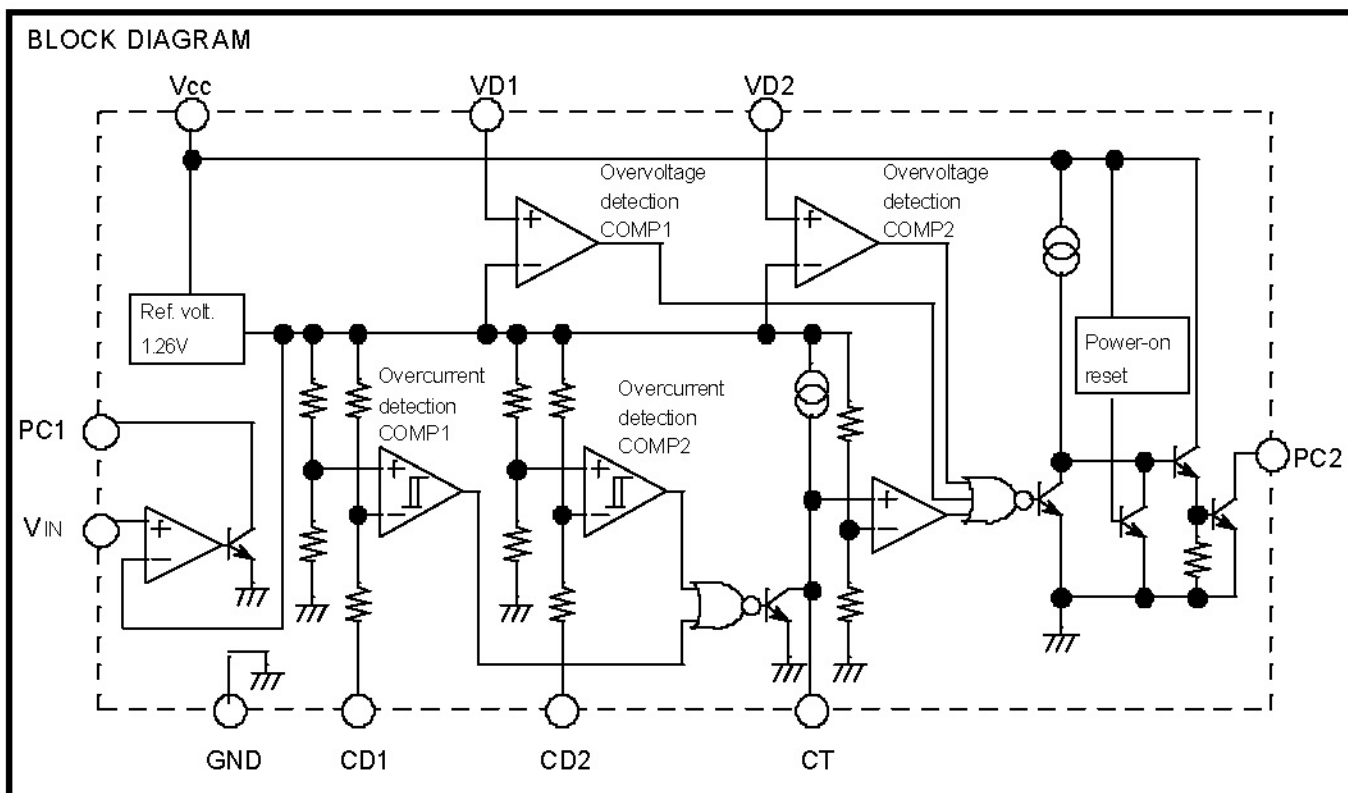 BLOCK DIAGRAM
Vcc
VD1
VD2
Overvoltage
detection
COMP1
Overvoltage
detection
COMP2
+
−
+
−
Ref. volt.
1.26V
Power-on
reset
Overcurrent
detection
COMP1
Overcurrent
detection
COMP2
PC1
PC2
+
−
+
−
+
−
VIN
+
−
GND
CD1
CD2
CT